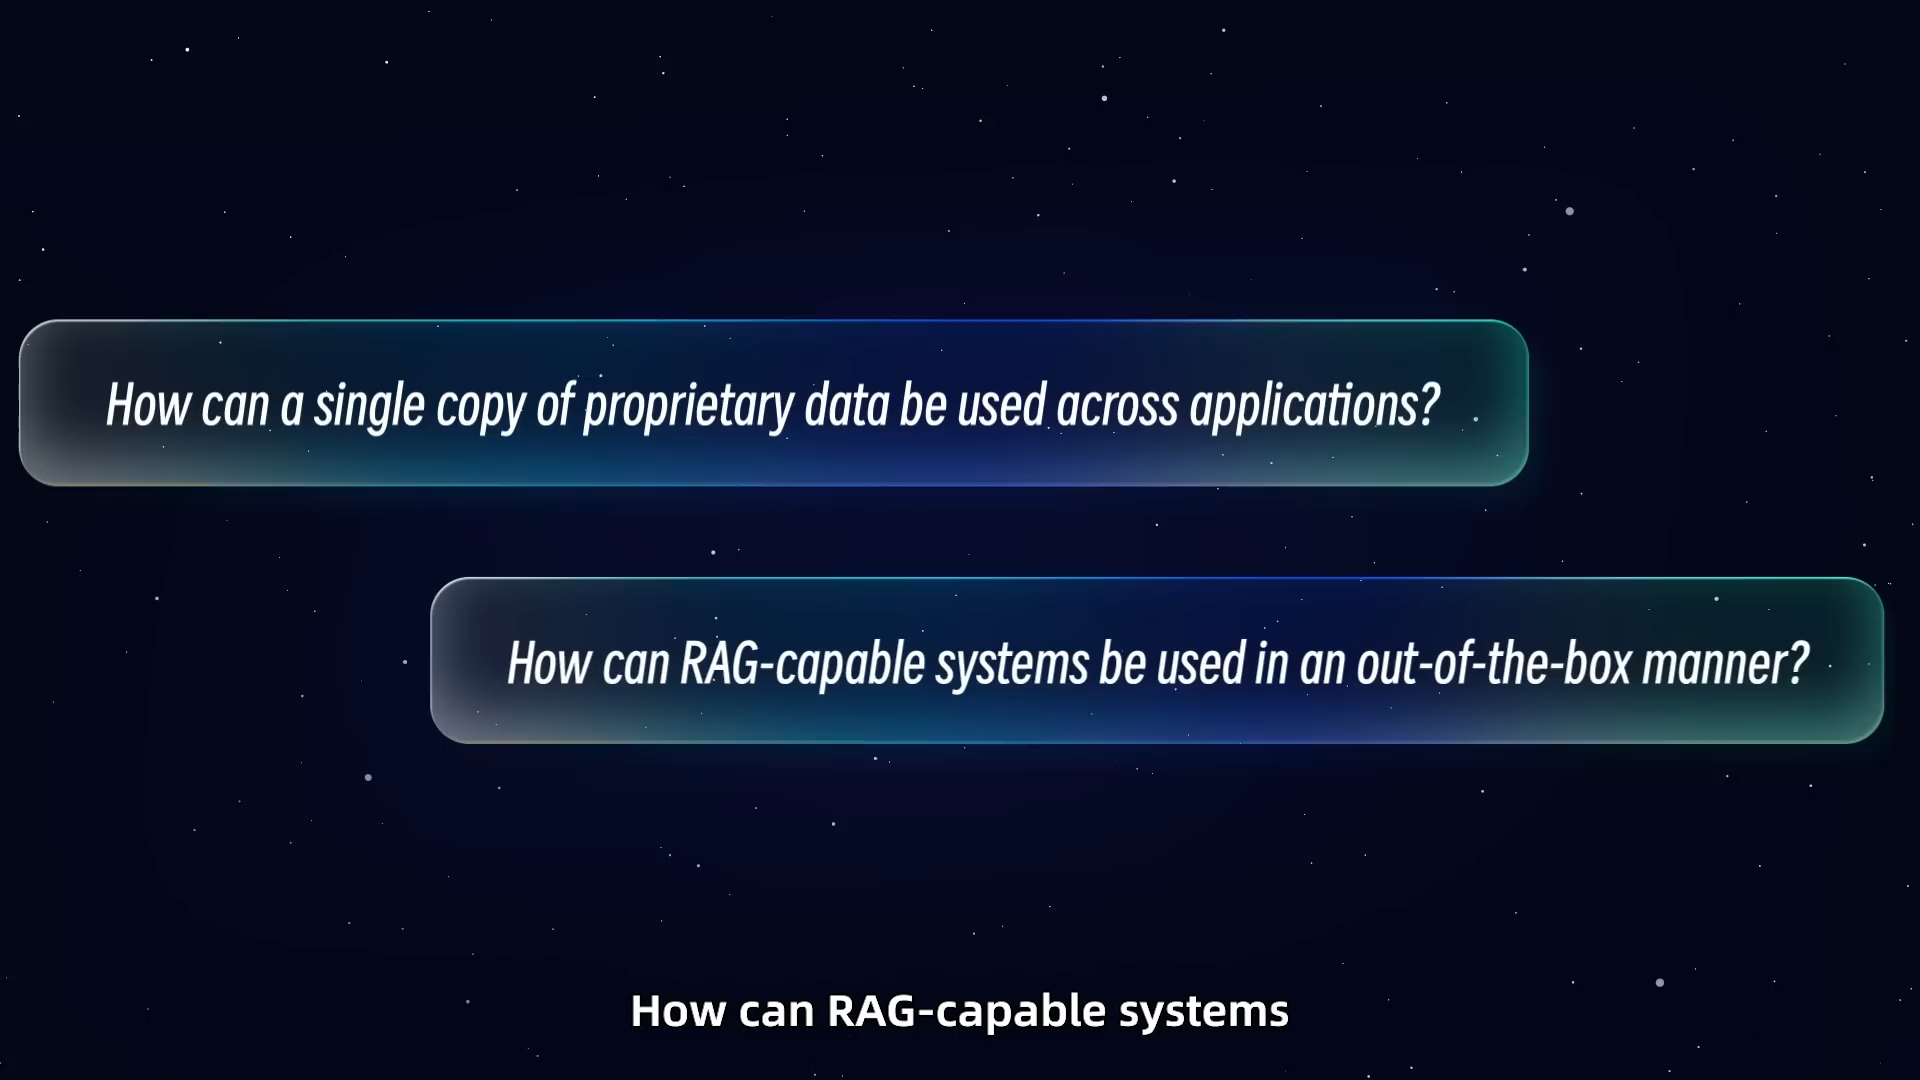 How can a single copy of proprietary data be used across applications?
How can RAG-capable systems be used in an out-of-the-box manner?
How can RAG-capable systems